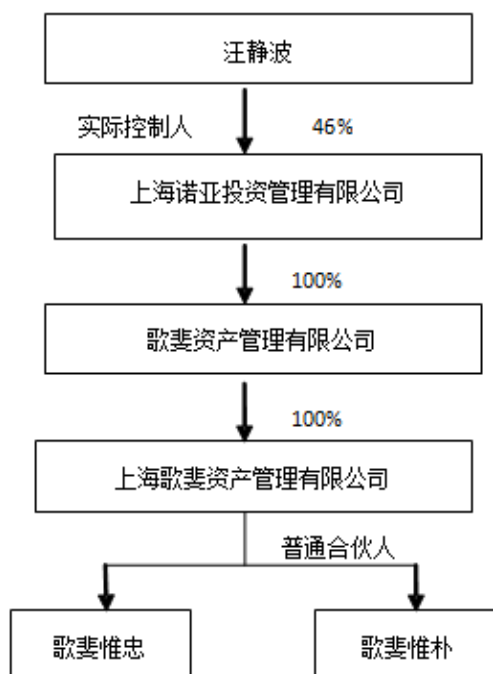 汪静波
实际控制人 46%
上海诺亚投资管理有限公司
100%
歌斐资产管理有限公司
100%
上海歌斐资产管理有限公司
普通合伙人
歌斐惟忠 歌斐惟朴